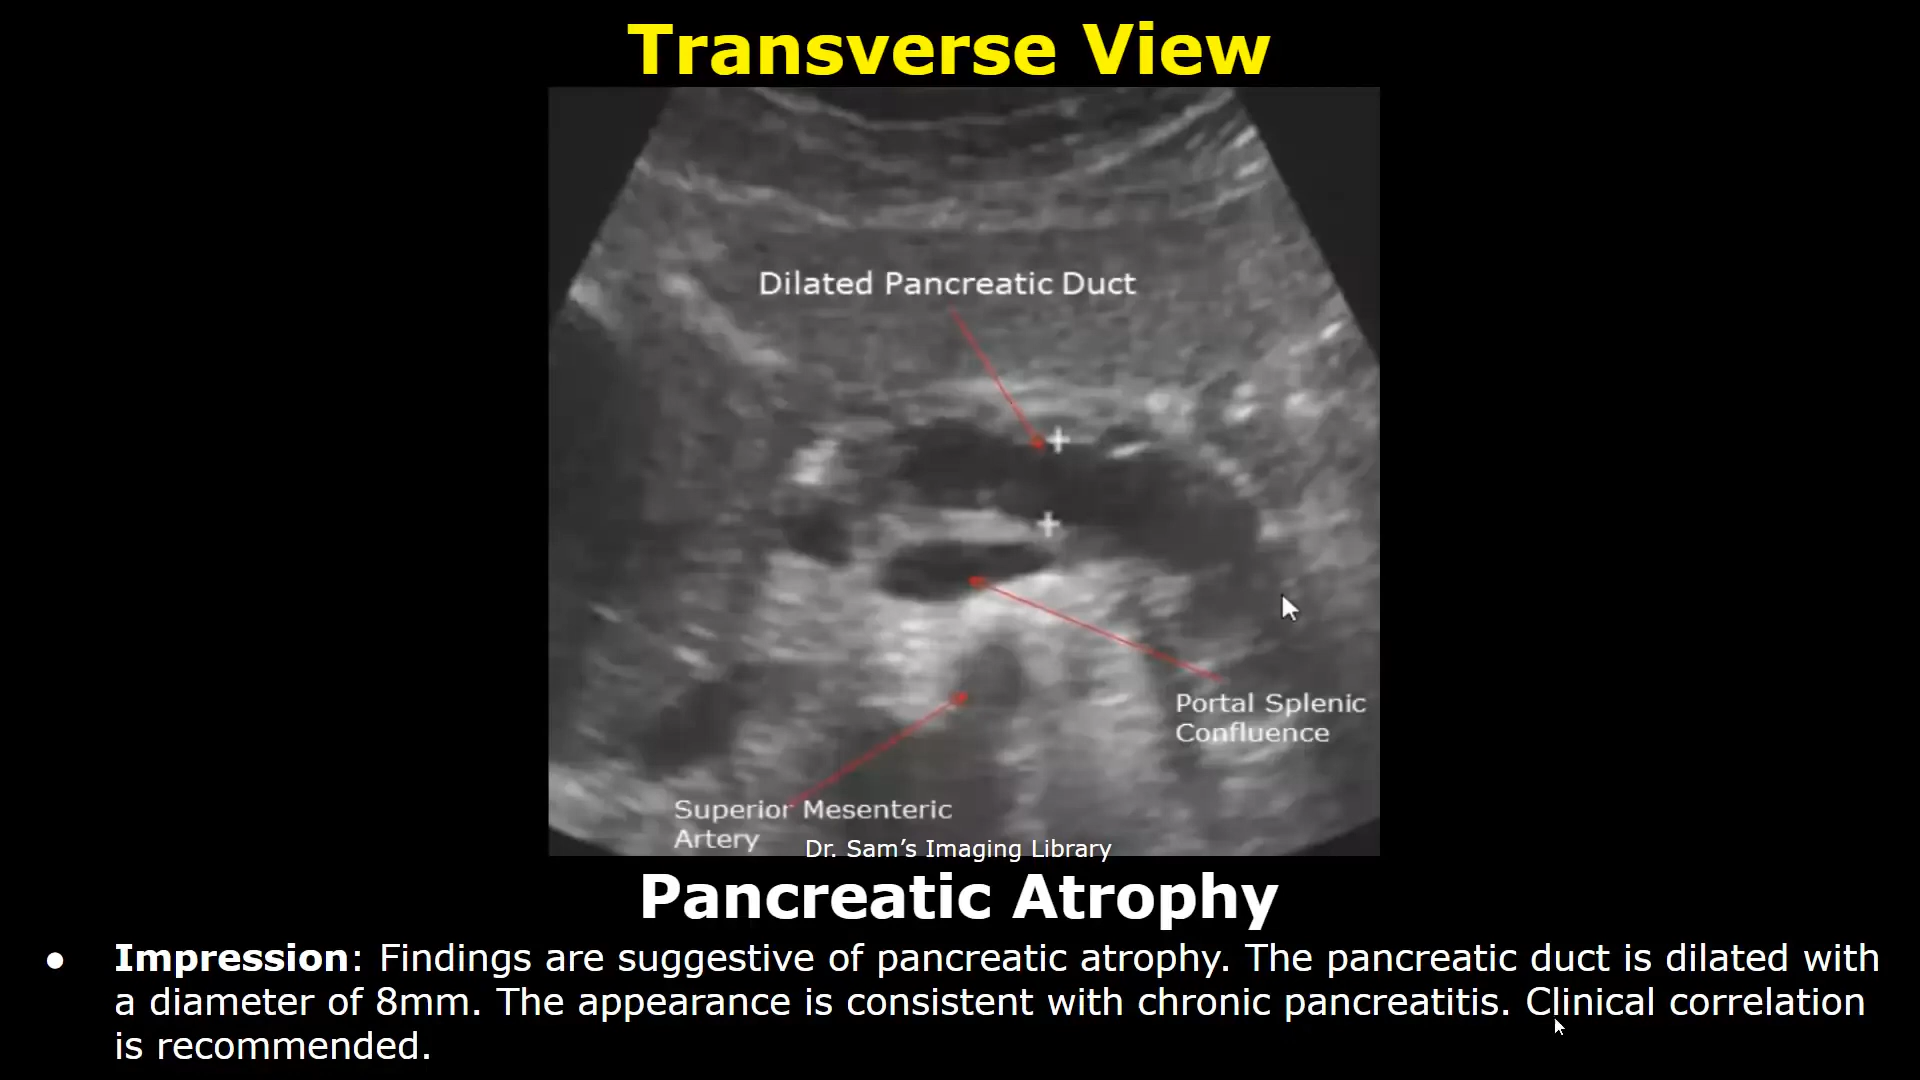 Transverse View
Dilated Pancreatic Duct
Portal Splenic
Confluence
Superior Mesenteric
Artery
Dr. Sam’s Imaging Library
Pancreatic Atrophy
● Impression: Findings are suggestive of pancreatic atrophy. The pancreatic duct is dilated with
a diameter of 8mm. The appearance is consistent with chronic pancreatitis. Clinical correlation
is recommended.